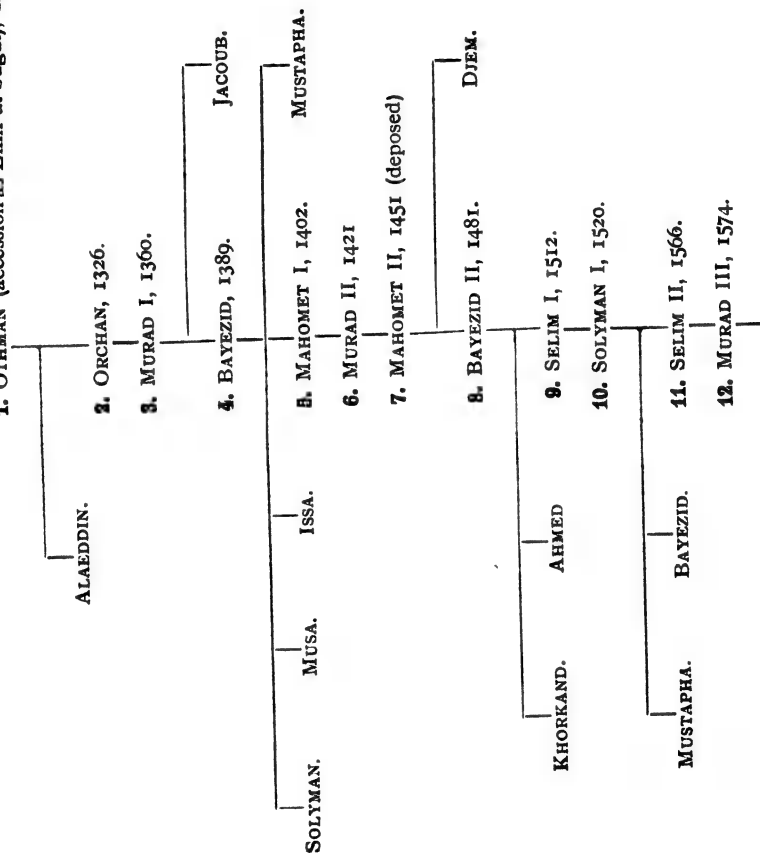 1. OTHMAN (accession
ALAEDDIN.
2. ORCHAN, 1326.
3. MURAD I, 1360.
4. BAYEZID, 1389.
JACOUB.
SOLYMAN.
MUSA.
ISSA.
5. MAHOMET I, 1402.
MUSTAPHA.
6. MURAD II, 1421
7. MAHOMET II, 1451 (deposed)
8. BAYEZID II, 1481.
DJEM.
KHORKAND.
AHMED
9. SELIM I, 1512.
10. SOLYMAN I, 1520.
MUSTAPHA.
BAYEZID.
11. SELIM II, 1566.
12. MURAD III, 1574.